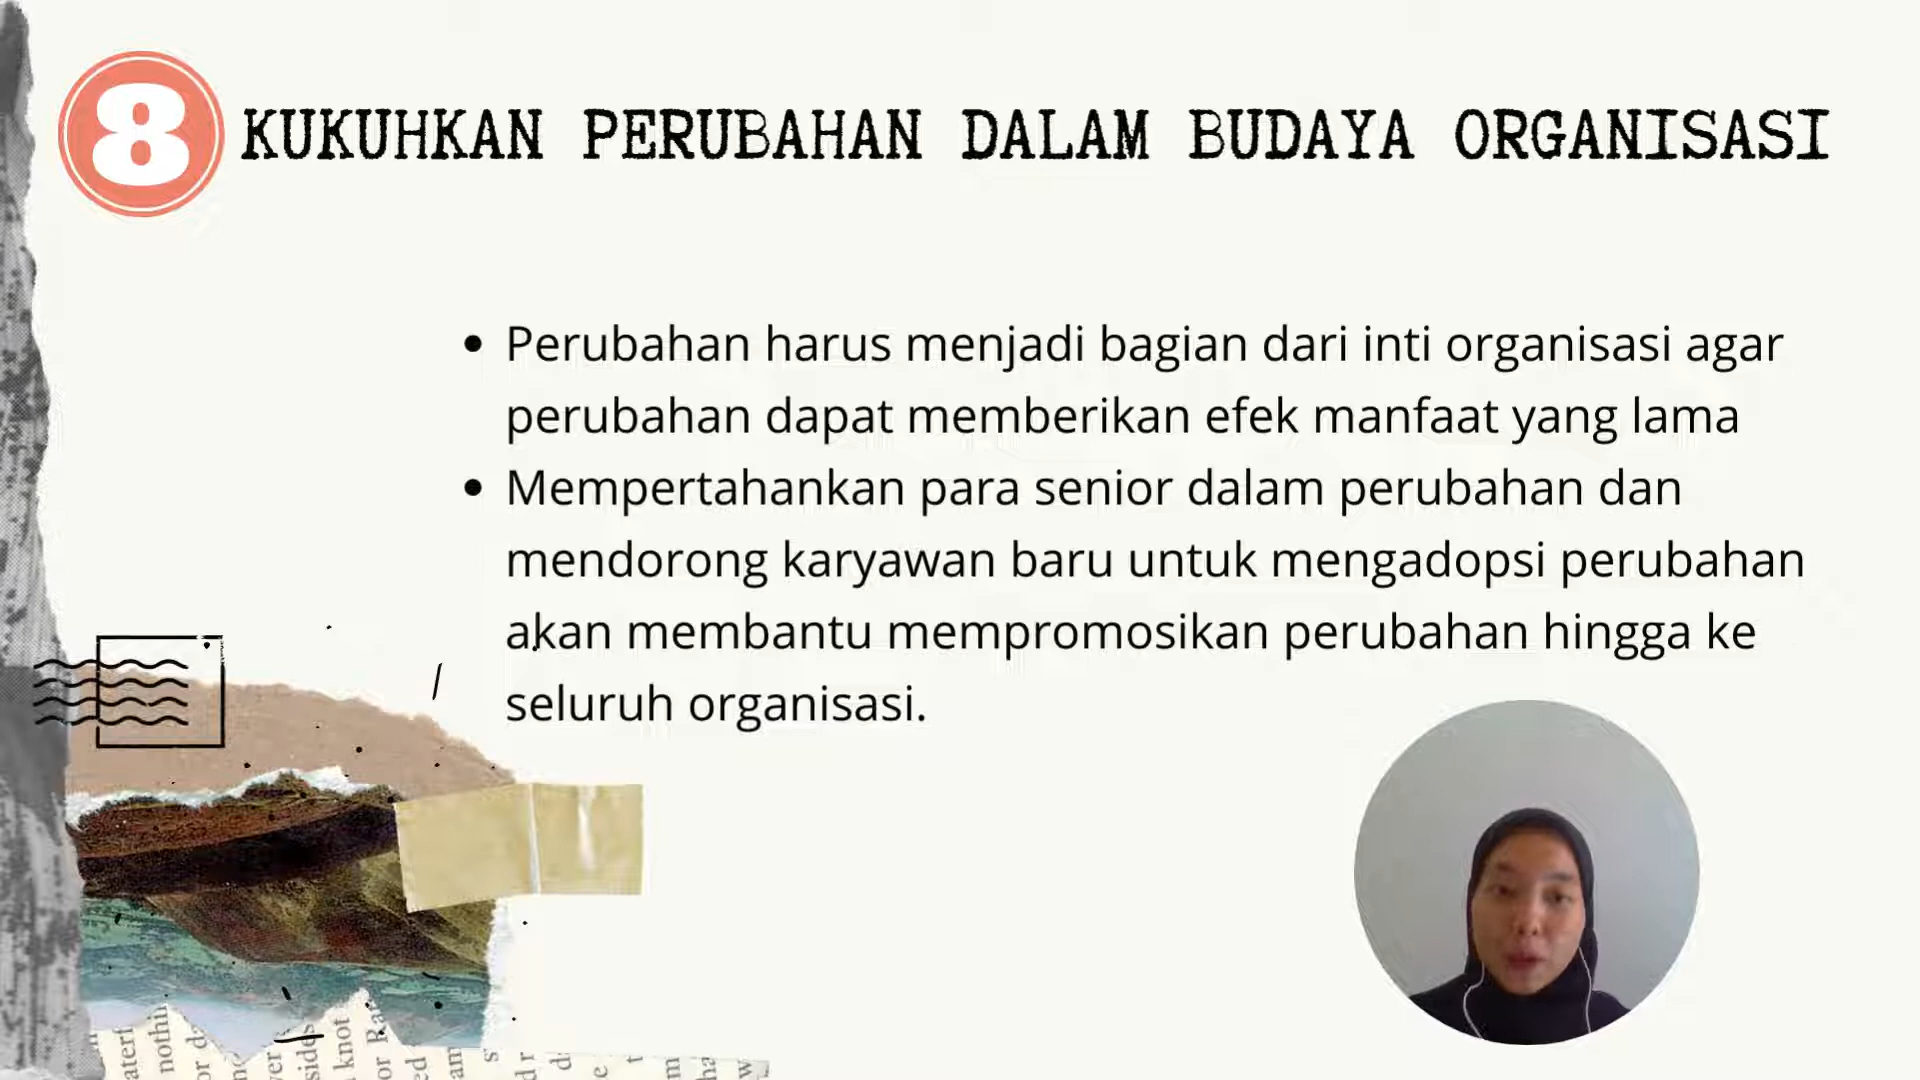 8 KUKUHKAN PERUBAHAN DALAM BUDAYA ORGANISASI
Perubahan harus menjadi bagian dari inti organisasi agar
perubahan dapat memberikan efek manfaat yang lama
Mempertahankan para senior dalam perubahan dan
mendorong karyawan baru untuk mengadopsi perubahan
akan membantu mempromosikan perubahan hingga ke
seluruh organisasi.